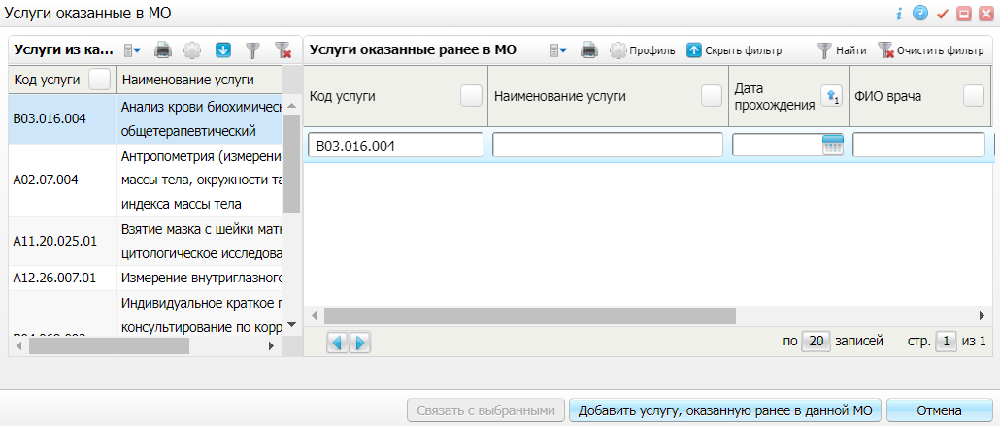 Услуги оказанные в МО
Услуги из ка...
Код услуги
Наименование услуги
B03.016.004
Анализ крови биохимическ
общетерапевтический
A02.07.004
Антропометрия (измерени
массы тела, окружности та
индекса массы тела
A11.20.025.01
Взятие мазка с шейки матк
цитологическое исследова
A12.26.007.01
Измерение внутриглазного
Индивидуальное краткое п
консультирование по корр
Услуги оказанные ранее в МО
Профиль
Скрыть фильтр
Найти
Очистить фильтр
Код услуги
Наименование услуги
Дата
прохождения
1
ФИО врача
B03.016.004
по 20 записей
стр. 1 из 1
Связать с выбранными
Добавить услугу, оказанную ранее в данной МО
Отмена